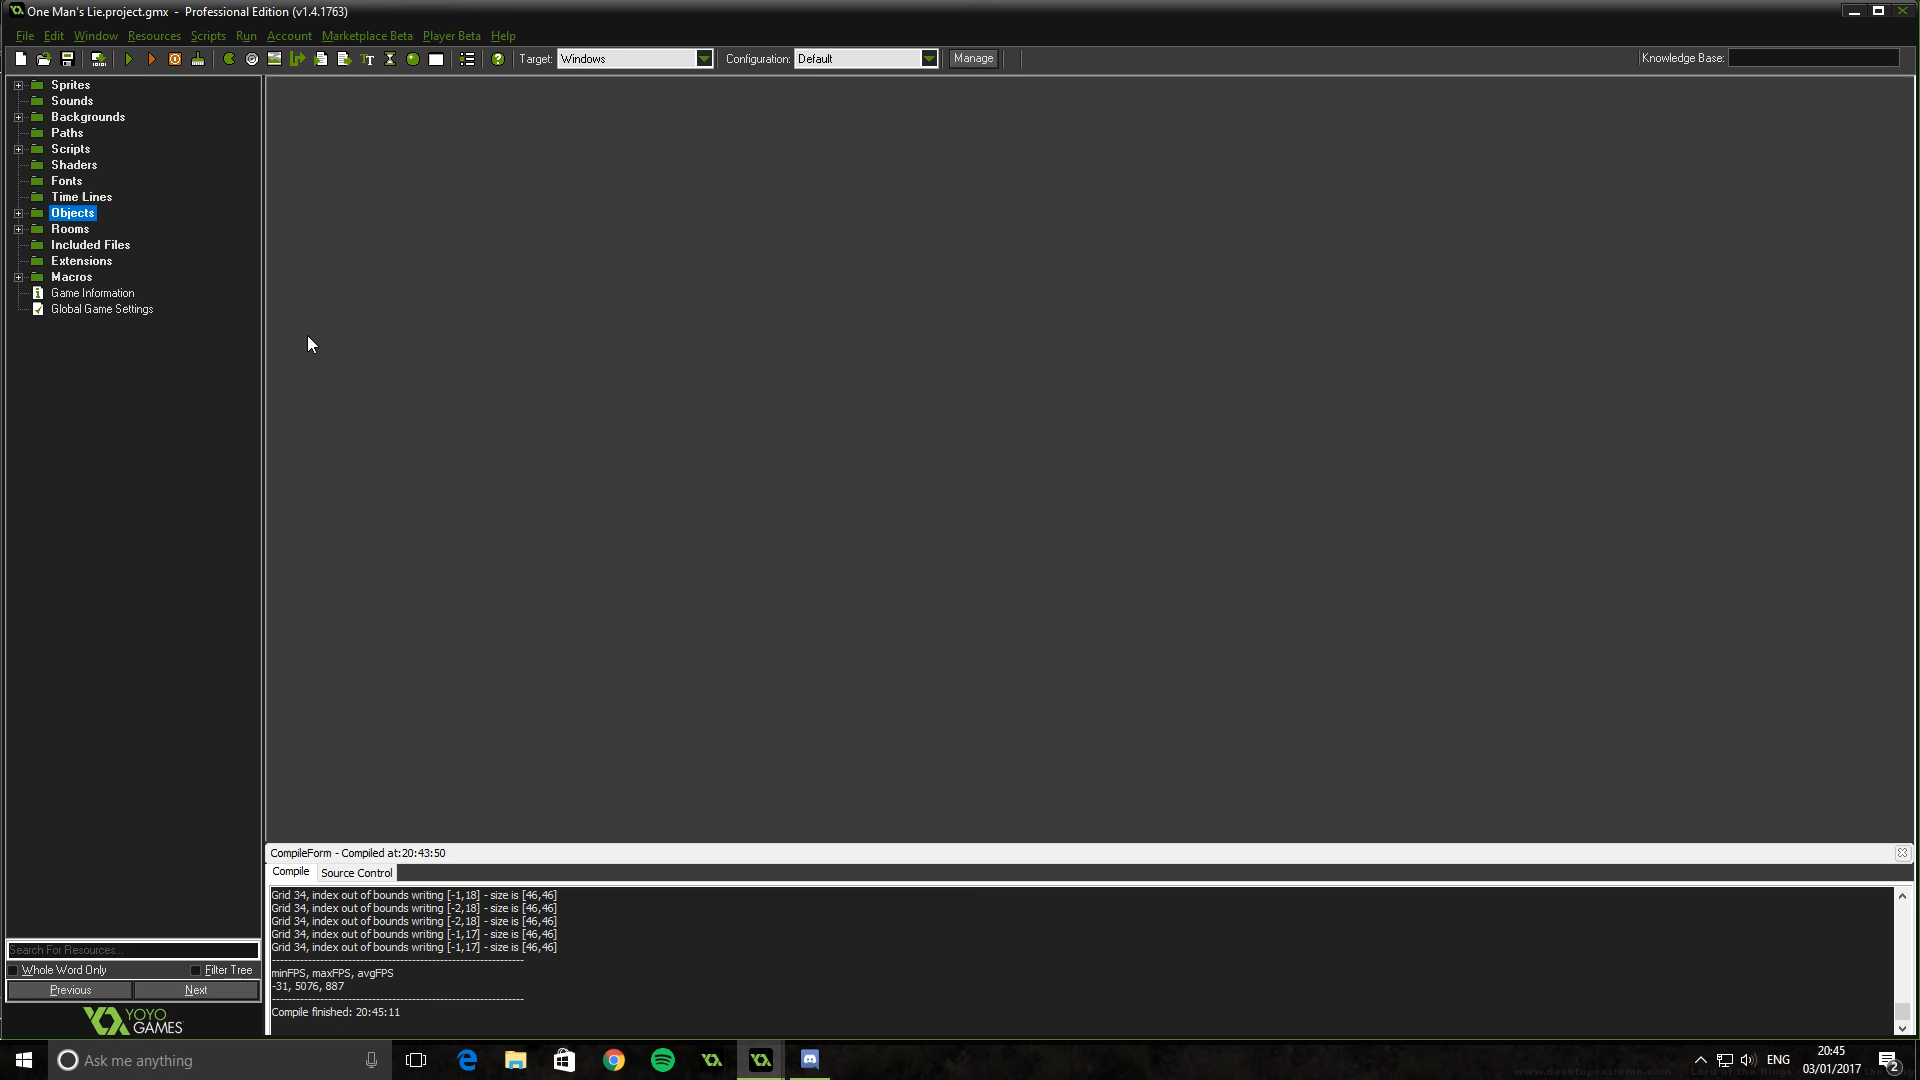 One Man's Lie.project.gmx - Professional Edition (v1.4.1763)
File Edit Window Resources Scripts Run Account Marketplace Beta Player Beta Help
Target: Windows Configuration: Default Manage Knowledge Base:
Sprites
Sounds
Backgrounds
Paths
Scripts
Shaders
Fonts
Time Lines
Objects
Rooms
Included Files
Extensions
Macros
Game Information
Global Game Settings
CompileForm - Compiled at:20:43:50
Compile Source Control
Grid 34, index out of bounds writing [-1,18] - size is [46,46]
Grid 34, index out of bounds writing [-2,18] - size is [46,46]
Grid 34, index out of bounds writing [-2,18] - size is [46,46]
Grid 34, index out of bounds writing [-1,17] - size is [46,46]
Grid 34, index out of bounds writing [-1,17] - size is [46,46]
minFPS, maxFPS, avgFPS
-31, 5076, 887
Compile finished: 20:45:11
Search For Resources...
Whole Word Only Filter Tree
Previous Next
YOYO
GAMES
Ask me anything
ENG
20:45
03/01/2017
2